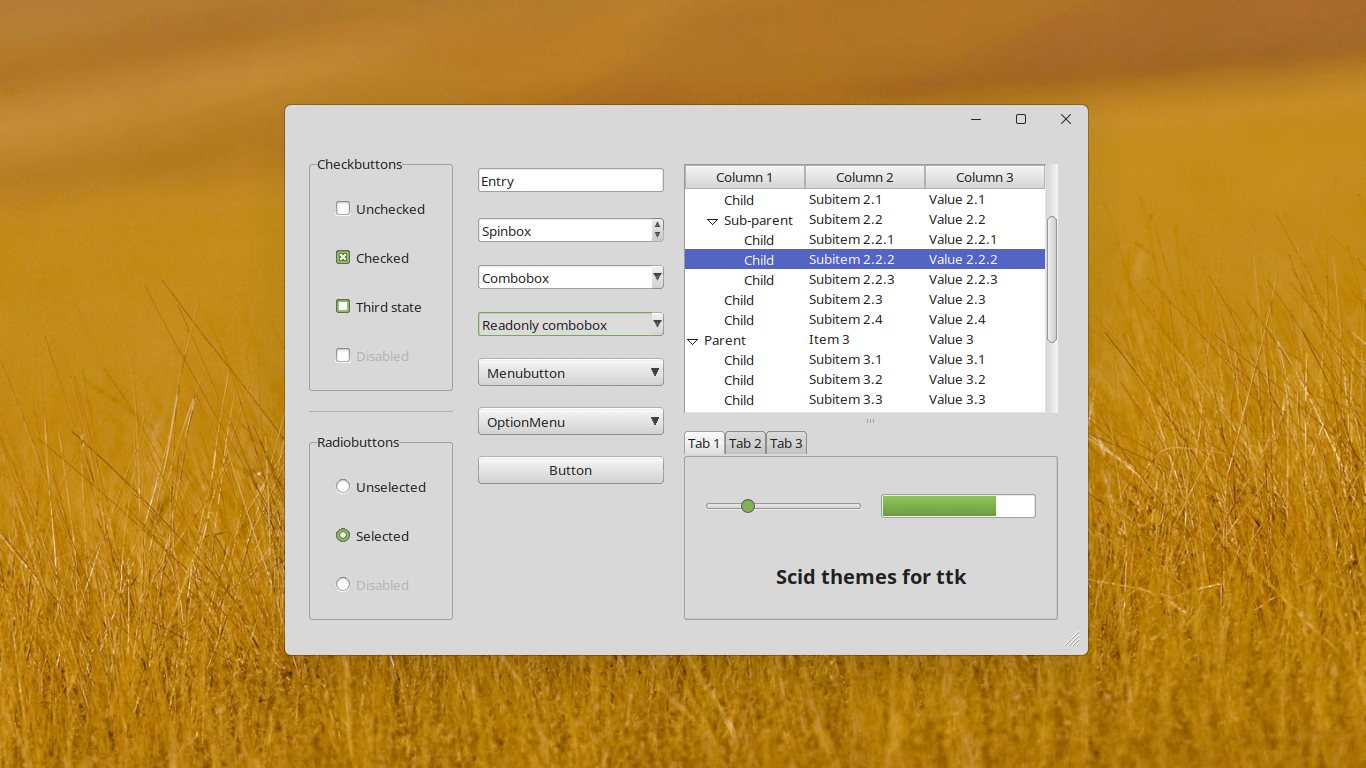 Checkbuttons
Unchecked
Checked
Third state
Disabled
Radiobuttons
Unselected
Selected
Disabled
Entry
Spinbox
Combobox
Readonly combobox
Menubutton
OptionMenu
Button
Column 1 Column 2 Column 3
Child Subitem 2.1 Value 2.1
Sub-parent Subitem 2.2 Value 2.2
Child Subitem 2.2.1 Value 2.2.1
Child Subitem 2.2.2 Value 2.2.2
Child Subitem 2.2.3 Value 2.2.3
Child Subitem 2.3 Value 2.3
Child Subitem 2.4 Value 2.4
Parent Item 3 Value 3
Child Subitem 3.1 Value 3.1
Child Subitem 3.2 Value 3.2
Child Subitem 3.3 Value 3.3
Tab 1 Tab 2 Tab 3
Scid themes for ttk